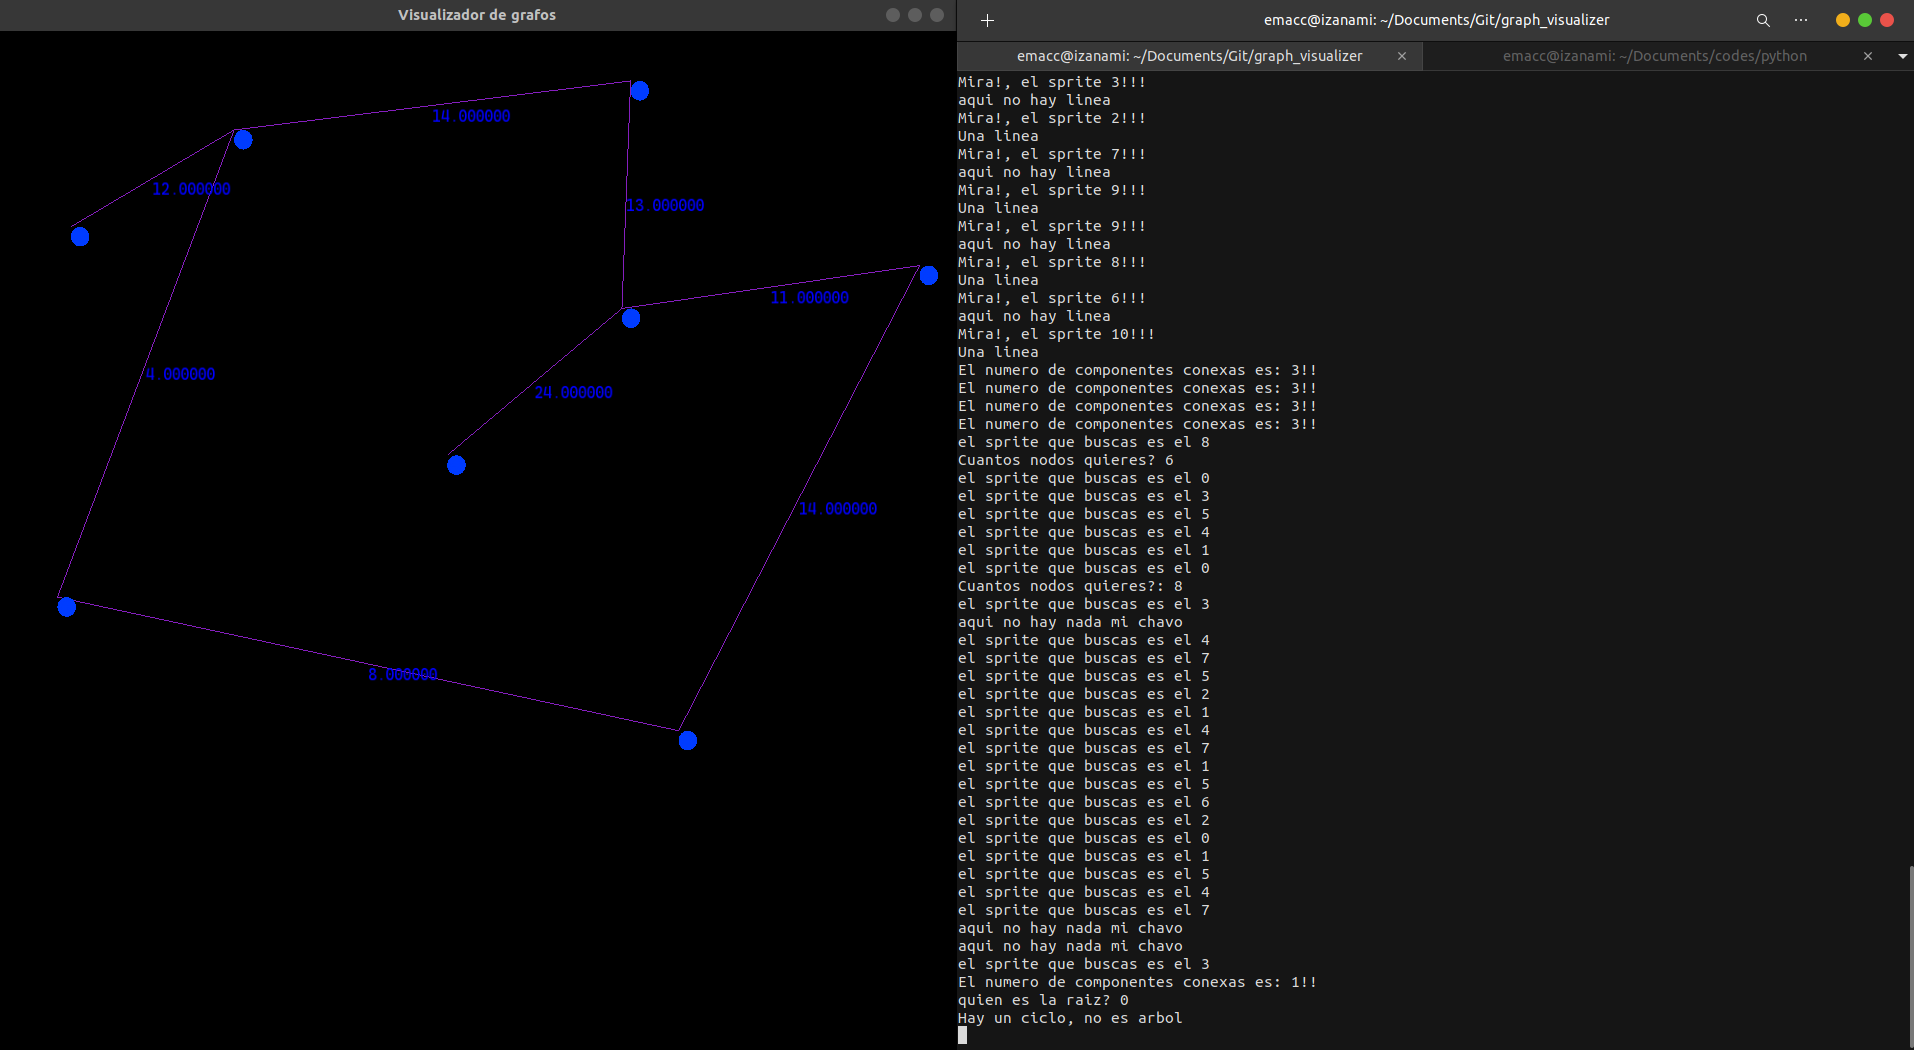 Visualizador de grafos
14.000000
12.000000
13.000000
11.000000
4.000000
24.000000
14.000000
8.000000
emacc@izanami: ~/Documents/Git/graph_visualizer
emacc@izanami: ~/Documents/Git/graph_visualizer
emacc@izanami: ~/Documents/codes/python
Mira!, el sprite 3!!!
aqui no hay linea
Mira!, el sprite 2!!!
Una linea
Mira!, el sprite 7!!!
aqui no hay linea
Mira!, el sprite 9!!!
Una linea
Mira!, el sprite 9!!!
aqui no hay linea
Mira!, el sprite 8!!!
Una linea
Mira!, el sprite 6!!!
aqui no hay linea
Mira!, el sprite 10!!!
Una linea
El numero de componentes conexas es: 3!!
El numero de componentes conexas es: 3!!
El numero de componentes conexas es: 3!!
El numero de componentes conexas es: 3!!
el sprite que buscas es el 8
Cuantos nodos quieres? 6
el sprite que buscas es el 0
el sprite que buscas es el 3
el sprite que buscas es el 5
el sprite que buscas es el 4
el sprite que buscas es el 1
el sprite que buscas es el 0
Cuantos nodos quieres?: 8
el sprite que buscas es el 3
aqui no hay nada mi chavo
el sprite que buscas es el 4
el sprite que buscas es el 7
el sprite que buscas es el 5
el sprite que buscas es el 2
el sprite que buscas es el 1
el sprite que buscas es el 4
el sprite que buscas es el 7
el sprite que buscas es el 1
el sprite que buscas es el 5
el sprite que buscas es el 6
el sprite que buscas es el 2
el sprite que buscas es el 0
el sprite que buscas es el 1
el sprite que buscas es el 5
el sprite que buscas es el 4
el sprite que buscas es el 7
aqui no hay nada mi chavo
aqui no hay nada mi chavo
el sprite que buscas es el 3
El numero de componentes conexas es: 1!!
quien es la raiz? 0
Hay un ciclo, no es arbol